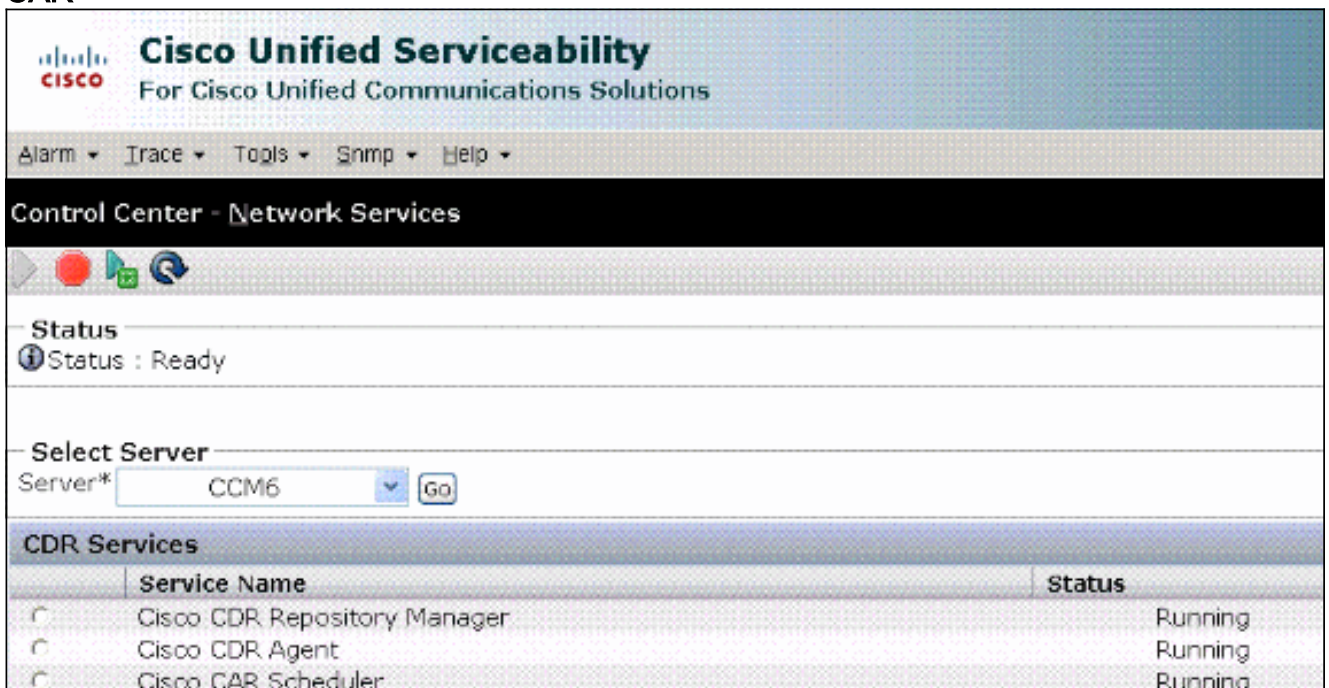 Cisco Unified Serviceability
CISCO
For Cisco Unified Communications Solutions
Alarm Trace Tools Snmp Help
Control Center - Network Services
Status
Status : Ready
Select Server
Server* CCM6 Go
CDR Services
Service Name Status
Cisco CDR Repository Manager Running
Cisco CDR Agent Running
Cisco CAR Scheduler Running